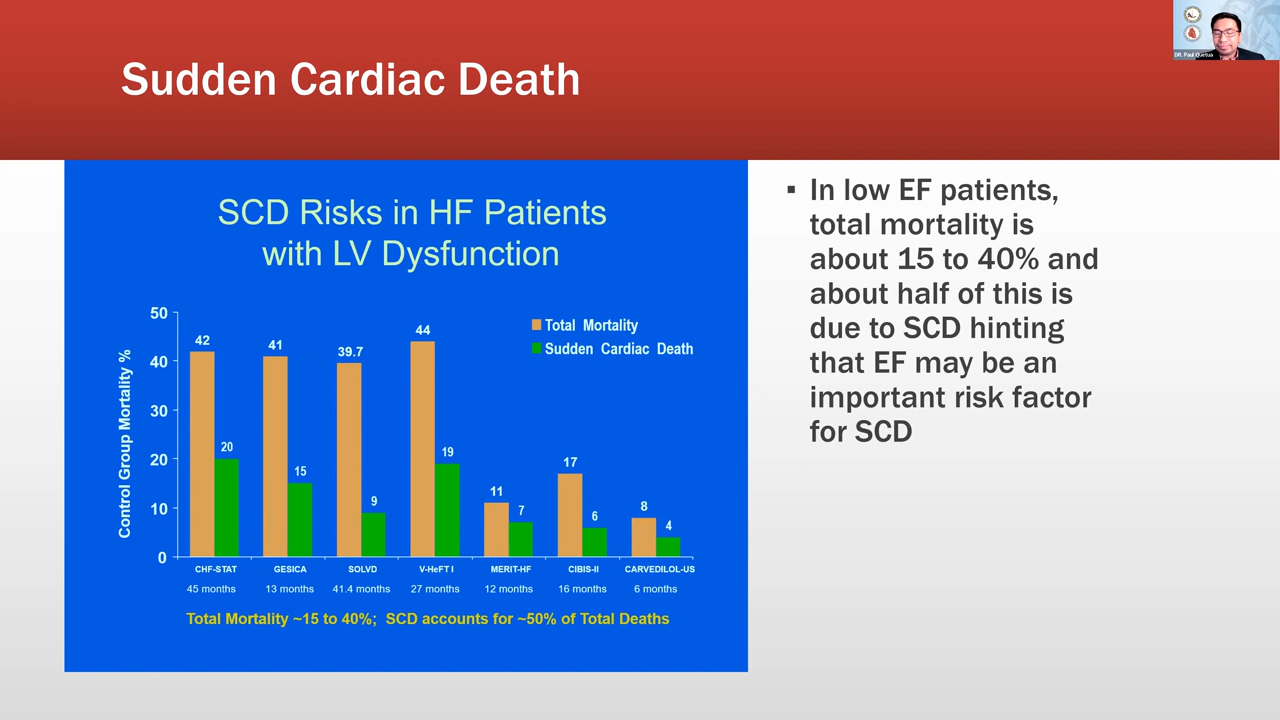 Sudden Cardiac Death
DR. Paul Quetua
SCD Risks in HF Patients
with LV Dysfunction
Control Group Mortality %
50
40
30
20
10
0
Total Mortality
Sudden Cardiac Death
42
20
41
15
39.7
9
44
19
11
7
17
6
8
4
CHF-STAT GESICA SOLVD V-HeFT I MERIT-HF CIBIS-II CARVEDILOL-US
45 months 13 months 41.4 months 27 months 12 months 16 months 6 months
Total Mortality ~15 to 40%; SCD accounts for ~50% of Total Deaths
▪ In low EF patients,
total mortality is
about 15 to 40% and
about half of this is
due to SCD hinting
that EF may be an
important risk factor
for SCD